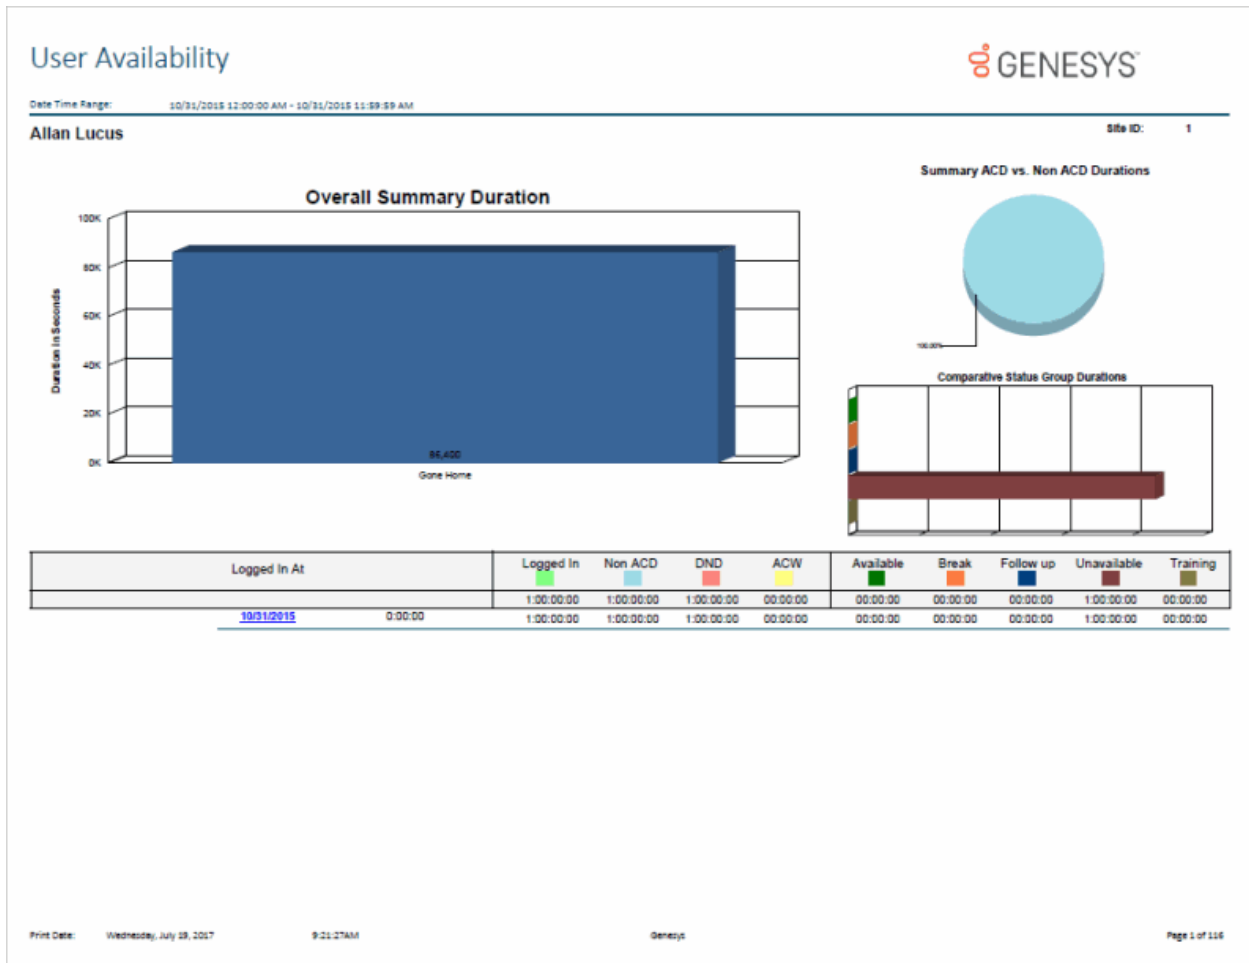 User Availability
GENESYS™
Date Time Range: 10/31/2015 12:00:00 AM - 10/31/2015 11:59:59 AM
Allan Lucus
Site ID: 1
Overall Summary Duration
Duration in Seconds
100K
80K
60K
40K
20K
0K
86,400
Gone Home
Summary ACD vs. Non ACD Durations
100.00%
Comparative Status Group Durations
Logged In At Logged In Non ACD DND ACW Available Break Follow up Unavailable Training
1:00:00:00 1:00:00:00 1:00:00:00 00:00:00 00:00:00 00:00:00 00:00:00 1:00:00:00 00:00:00
10/31/2015 0:00:00 1:00:00:00 1:00:00:00 1:00:00:00 00:00:00 00:00:00 00:00:00 00:00:00 1:00:00:00 00:00:00
Print Date: Wednesday, July 19, 2017 9:21:27AM Genesys Page 1 of 116